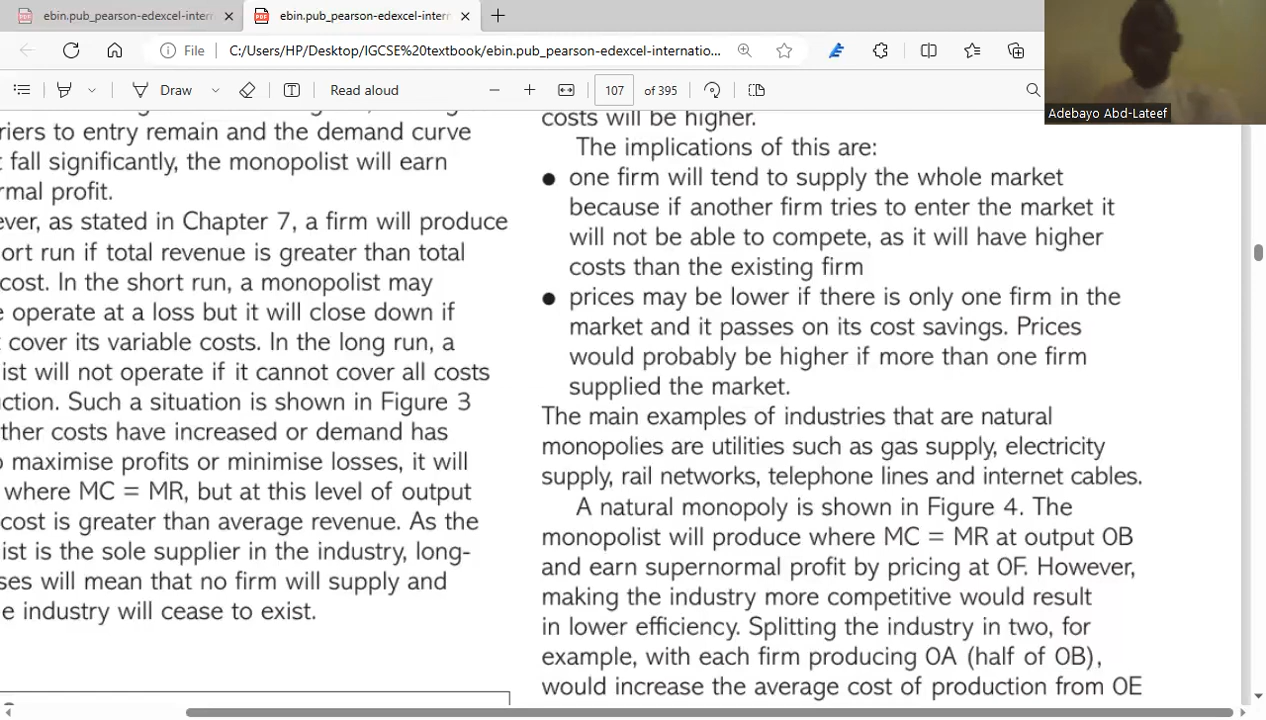 ebin.pub_pearson-edexcel-intern
ebin.pub_pearson-edexcel-intern
File
C:/Users/HP/Desktop/IGCSE%20textbook/ebin.pub_pearson-edexcel-internatio...
Draw
Read aloud
107
of 395
Adebayo Abd-Lateef
riers to entry remain and the demand curve
fall significantly, the monopolist will earn
rmal profit.
ever, as stated in Chapter 7, a firm will produce
ort run if total revenue is greater than total
cost. In the short run, a monopolist may
e operate at a loss but it will close down if
cover its variable costs. In the long run, a
ist will not operate if it cannot cover all costs
ction. Such a situation is shown in Figure 3
ther costs have increased or demand has
o maximise profits or minimise losses, it will
where MC = MR, but at this level of output
cost is greater than average revenue. As the
ist is the sole supplier in the industry, long-
ses will mean that no firm will supply and
e industry will cease to exist.
costs will be higher.
The implications of this are:
● one firm will tend to supply the whole market
because if another firm tries to enter the market it
will not be able to compete, as it will have higher
costs than the existing firm
● prices may be lower if there is only one firm in the
market and it passes on its cost savings. Prices
would probably be higher if more than one firm
supplied the market.
The main examples of industries that are natural
monopolies are utilities such as gas supply, electricity
supply, rail networks, telephone lines and internet cables.
A natural monopoly is shown in Figure 4. The
monopolist will produce where MC = MR at output OB
and earn supernormal profit by pricing at OF. However,
making the industry more competitive would result
in lower efficiency. Splitting the industry in two, for
example, with each firm producing OA (half of OB),
would increase the average cost of production from OE